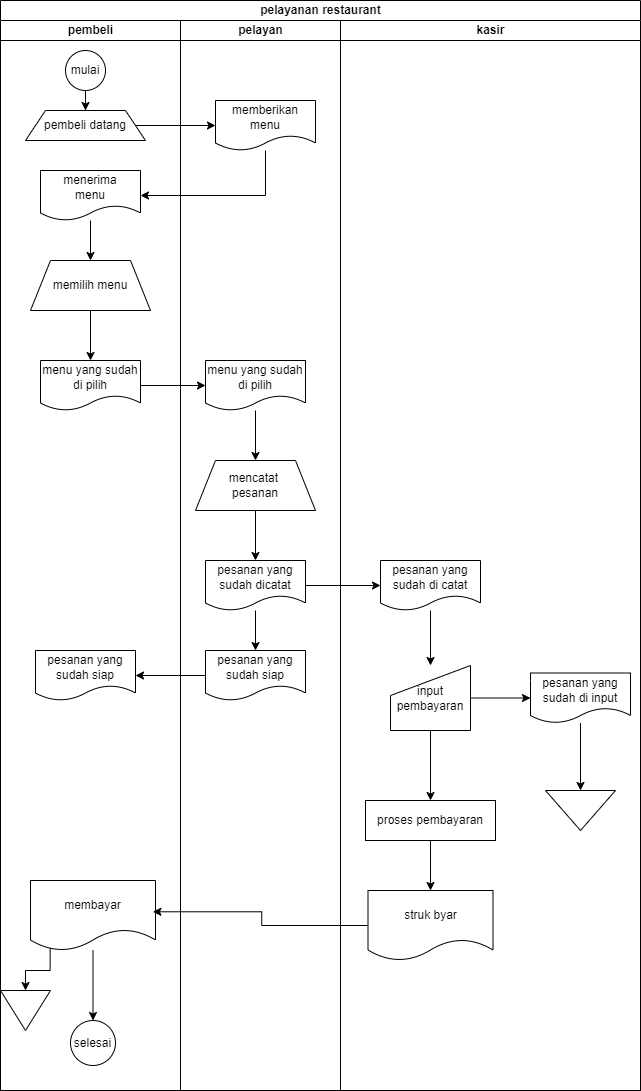 pelayanan restaurant
pembeli
pelayan
kasir
mulai
pembeli datang
memberikan
menu
menerima
menu
memilih menu
menu yang sudah
di pilih
menu yang sudah
di pilih
mencatat
pesanan
pesanan yang
sudah dicatat
pesanan yang
sudah di catat
pesanan yang
sudah siap
pesanan yang
sudah siap
input
pembayaran
pesanan yang
sudah di input
proses pembayaran
membayar
struk byar
selesai